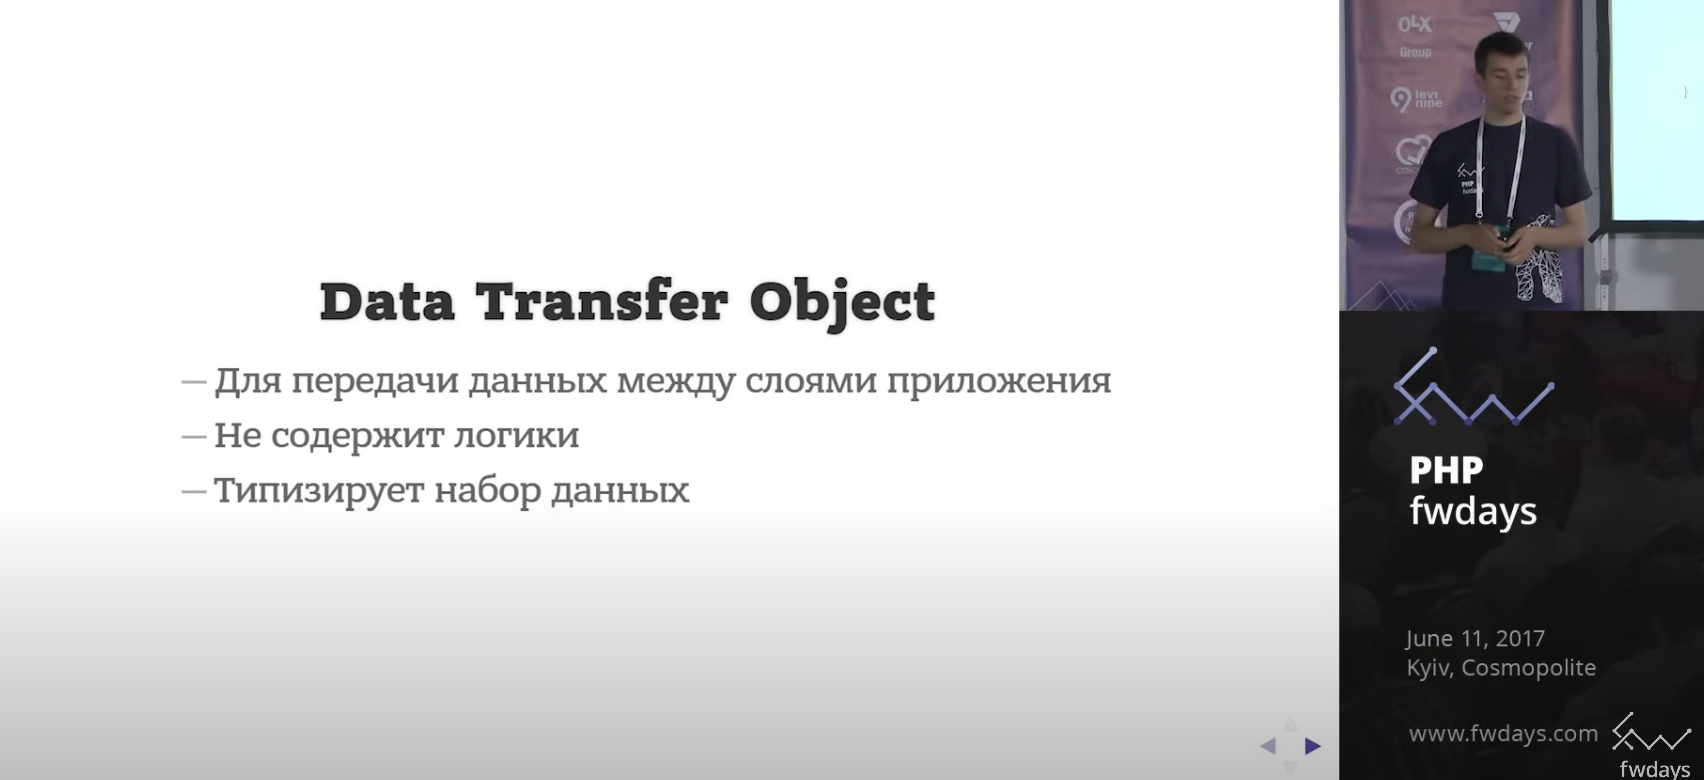 Data Transfer Object
— Для передачи данных между слоями приложения
— Не содержит логики
— Типизирует набор данных
OLX
Group
levi
nine
}
PHP
PHP
fwdays
June 11, 2017
Kyiv, Cosmopolite
www.fwdays.com
fwdays